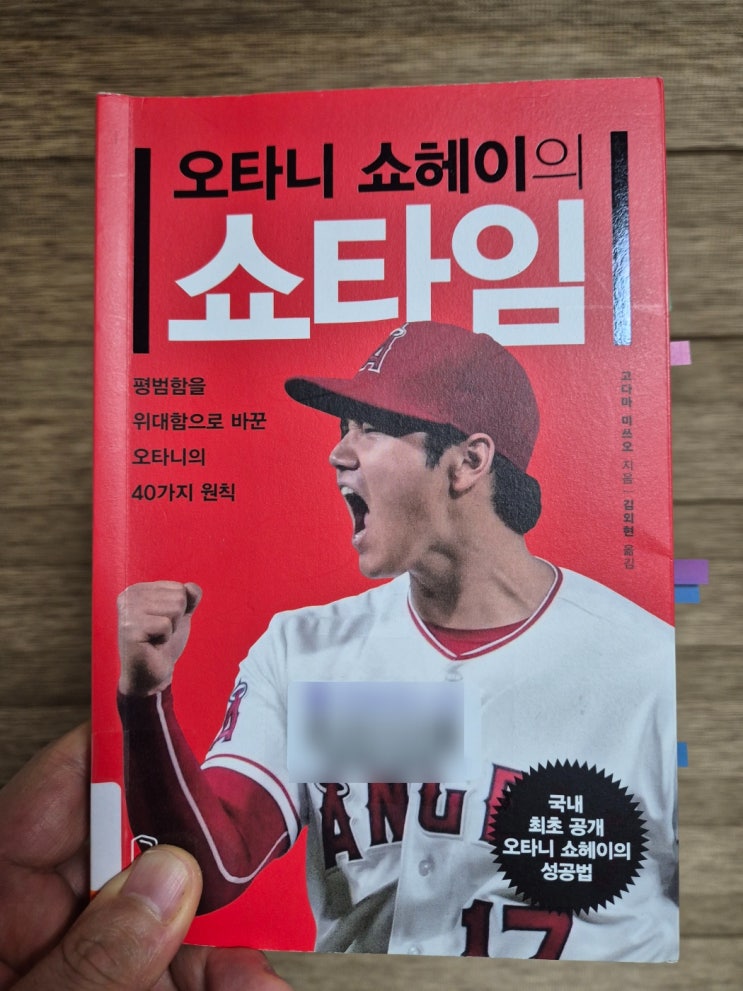 오타니 쇼헤이의
쇼타임
평범함을
위대함으로 바꾼
오타니의
40가지 원칙
고다마 미쓰오 지음 김외현 옮김
A
A
ANGE
17
국내
최초 공개
오타니 쇼헤이의
성공법